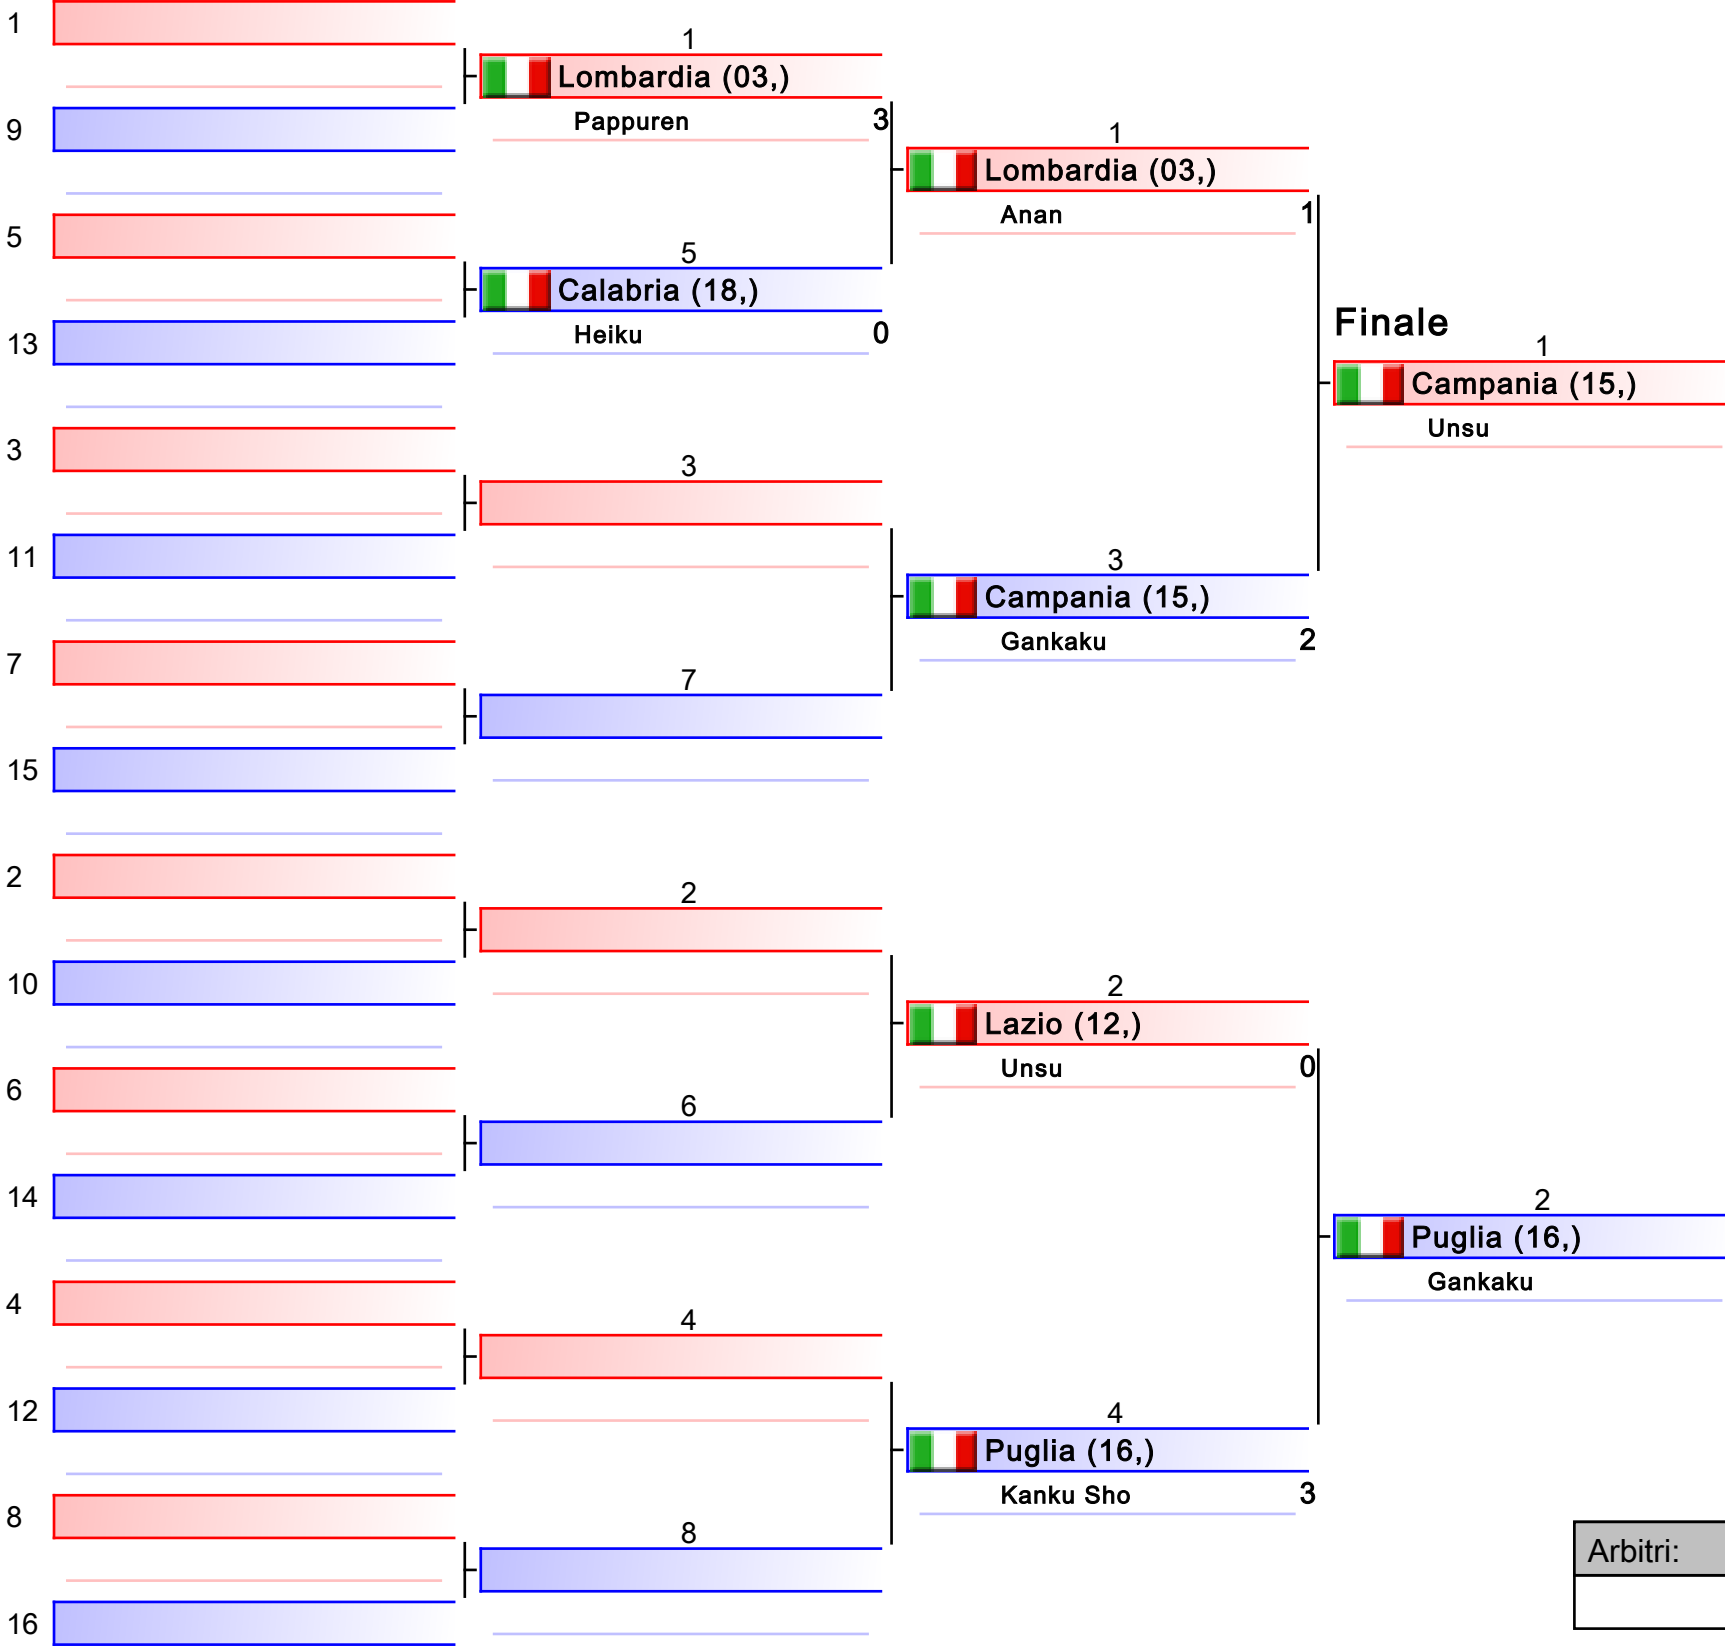 1
9
5
13
3
11
7
15
2
10
6
14
4
12
8
16
1
Lombardia (03,)
Pappuren 3
5
Calabria (18,)
Heiku 0
3
7
2
6
4
8
1
Lombardia (03,)
Anan 1
3
Campania (15,)
Gankaku 2
2
Lazio (12,)
Unsu 0
4
Puglia (16,)
Kanku Sho 3
Finale
1
Campania (15,)
Unsu
2
Puglia (16,)
Gankaku
Arbitri: